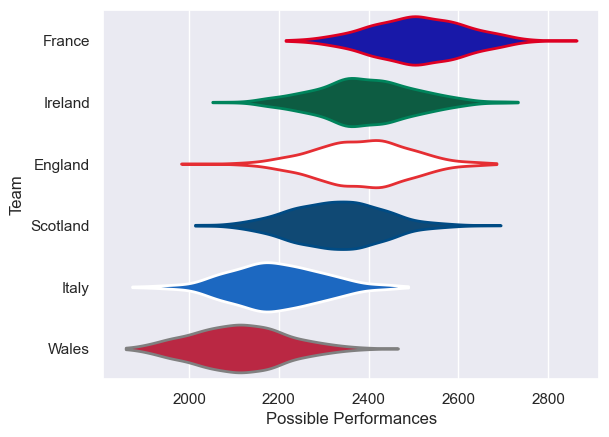 France
Ireland
England
Scotland
Italy
Wales
Team
2000 2200 2400 2600 2800
Possible Performances